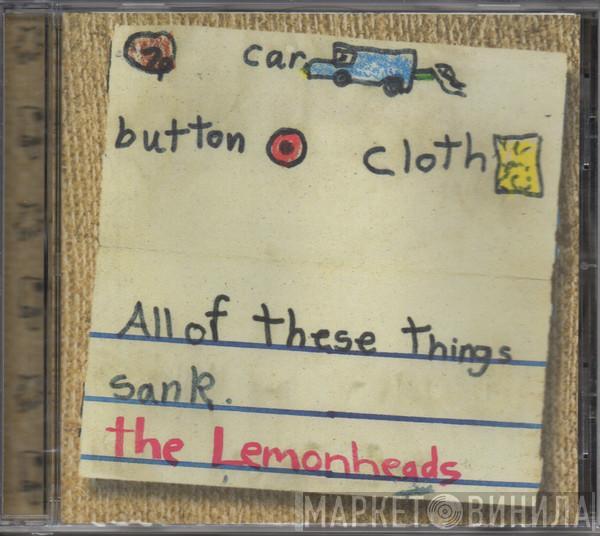 car
button cloth
All of these things
sank.
the Lemonheads
МАРКЕТ ВИНИЛА